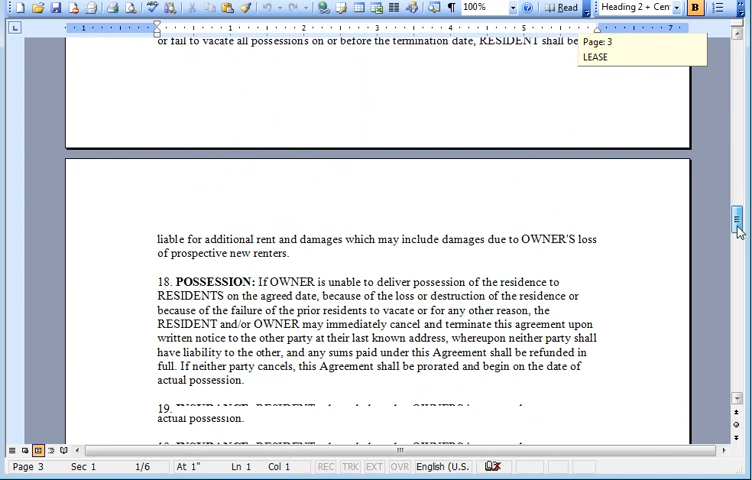 100%
Read
Heading 2 + Cen
B
1 1 2 3 4 5 7
or fail to vacate all possessions on or before the termination date, RESIDENT shall be
Page: 3
LEASE
liable for additional rent and damages which may include damages due to OWNER'S loss
of prospective new renters.
18. POSSESSION: If OWNER is unable to deliver possession of the residence to
RESIDENTS on the agreed date, because of the loss or destruction of the residence or
because of the failure of the prior residents to vacate or for any other reason, the
RESIDENT and/or OWNER may immediately cancel and terminate this agreement upon
written notice to the other party at their last known address, whereupon neither party shall
have liability to the other, and any sums paid under this Agreement shall be refunded in
full. If neither party cancels, this Agreement shall be prorated and begin on the date of
actual possession.
19.
actual possession.
Page 3 Sec 1 1/6 At 1" Ln 1 Col 1 REC TRK EXT OVR English (U.S.